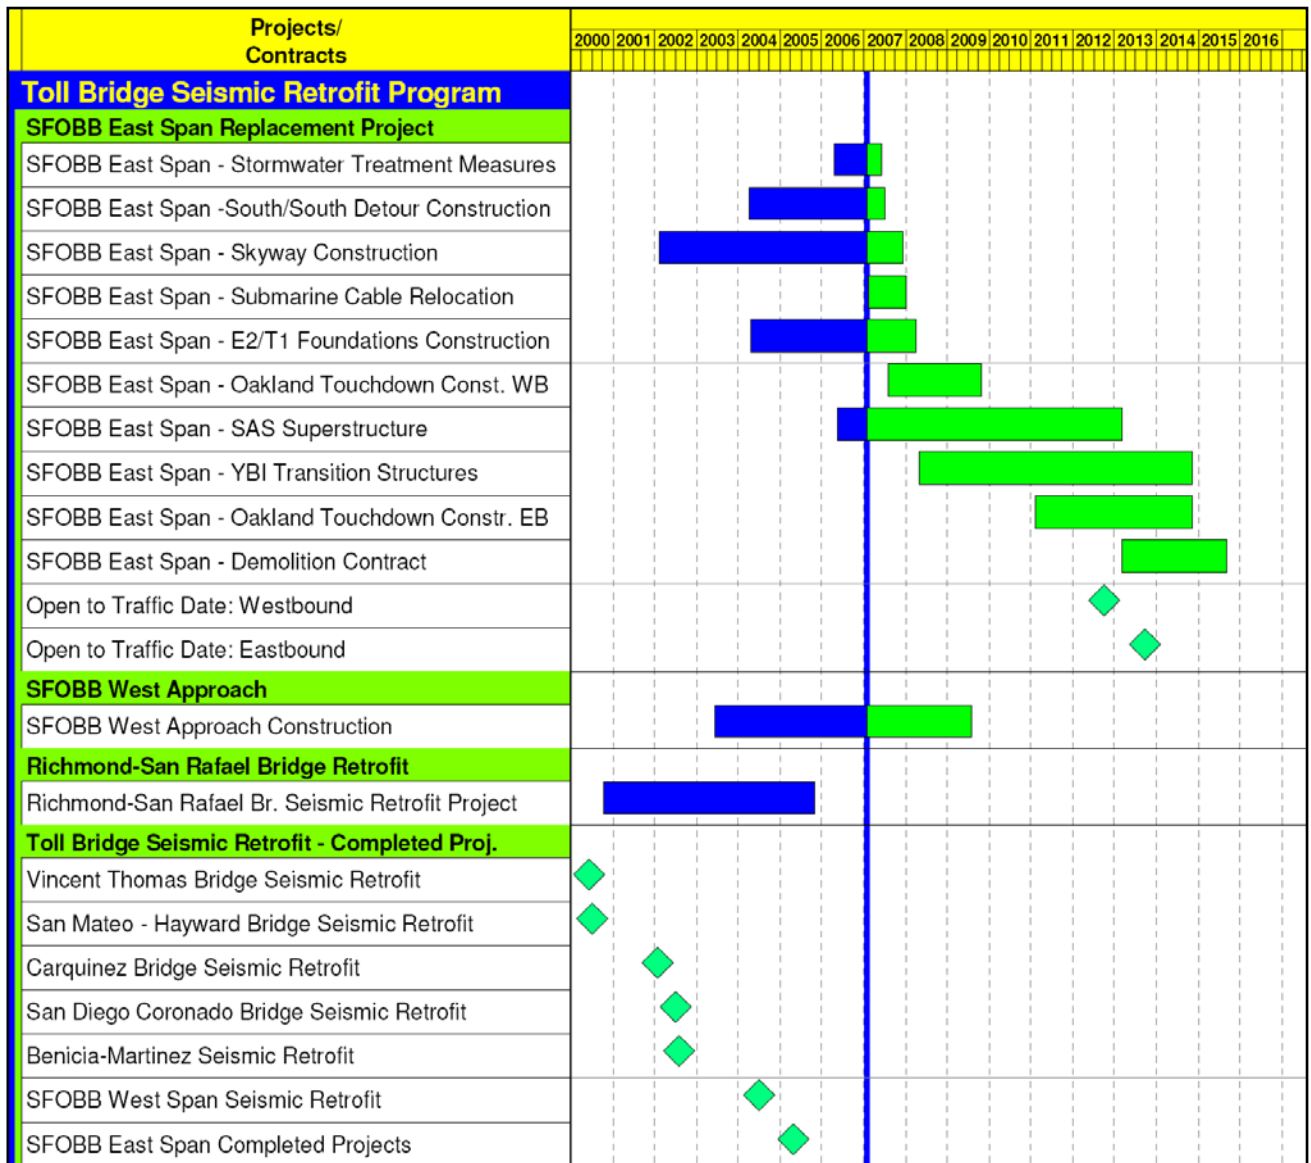 Projects/
Contracts
2000 2001 2002 2003 2004 2005 2006 2007 2008 2009 2010 2011 2012 2013 2014 2015 2016
Toll Bridge Seismic Retrofit Program
SFOBB East Span Replacement Project
SFOBB East Span - Stormwater Treatment Measures
SFOBB East Span -South/South Detour Construction
SFOBB East Span - Skyway Construction
SFOBB East Span - Submarine Cable Relocation
SFOBB East Span - E2/T1 Foundations Construction
SFOBB East Span - Oakland Touchdown Const. WB
SFOBB East Span - SAS Superstructure
SFOBB East Span - YBI Transition Structures
SFOBB East Span - Oakland Touchdown Constr. EB
SFOBB East Span - Demolition Contract
Open to Traffic Date: Westbound
Open to Traffic Date: Eastbound
SFOBB West Approach
SFOBB West Approach Construction
Richmond-San Rafael Bridge Retrofit
Richmond-San Rafael Br. Seismic Retrofit Project
Toll Bridge Seismic Retrofit - Completed Proj.
Vincent Thomas Bridge Seismic Retrofit
San Mateo - Hayward Bridge Seismic Retrofit
Carquinez Bridge Seismic Retrofit
San Diego Coronado Bridge Seismic Retrofit
Benicia-Martinez Seismic Retrofit
SFOBB West Span Seismic Retrofit
SFOBB East Span Completed Projects